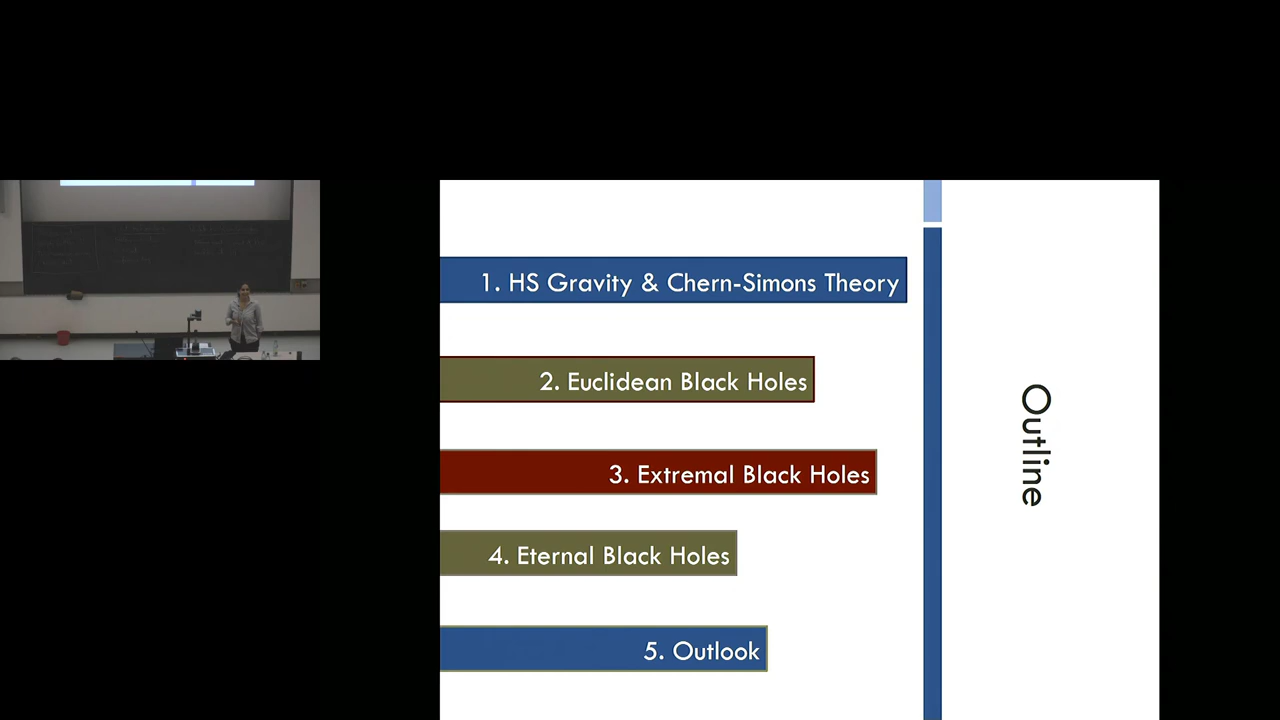 Outline
1. HS Gravity & Chern-Simons Theory
2. Euclidean Black Holes
3. Extremal Black Holes
4. Eternal Black Holes
5. Outlook